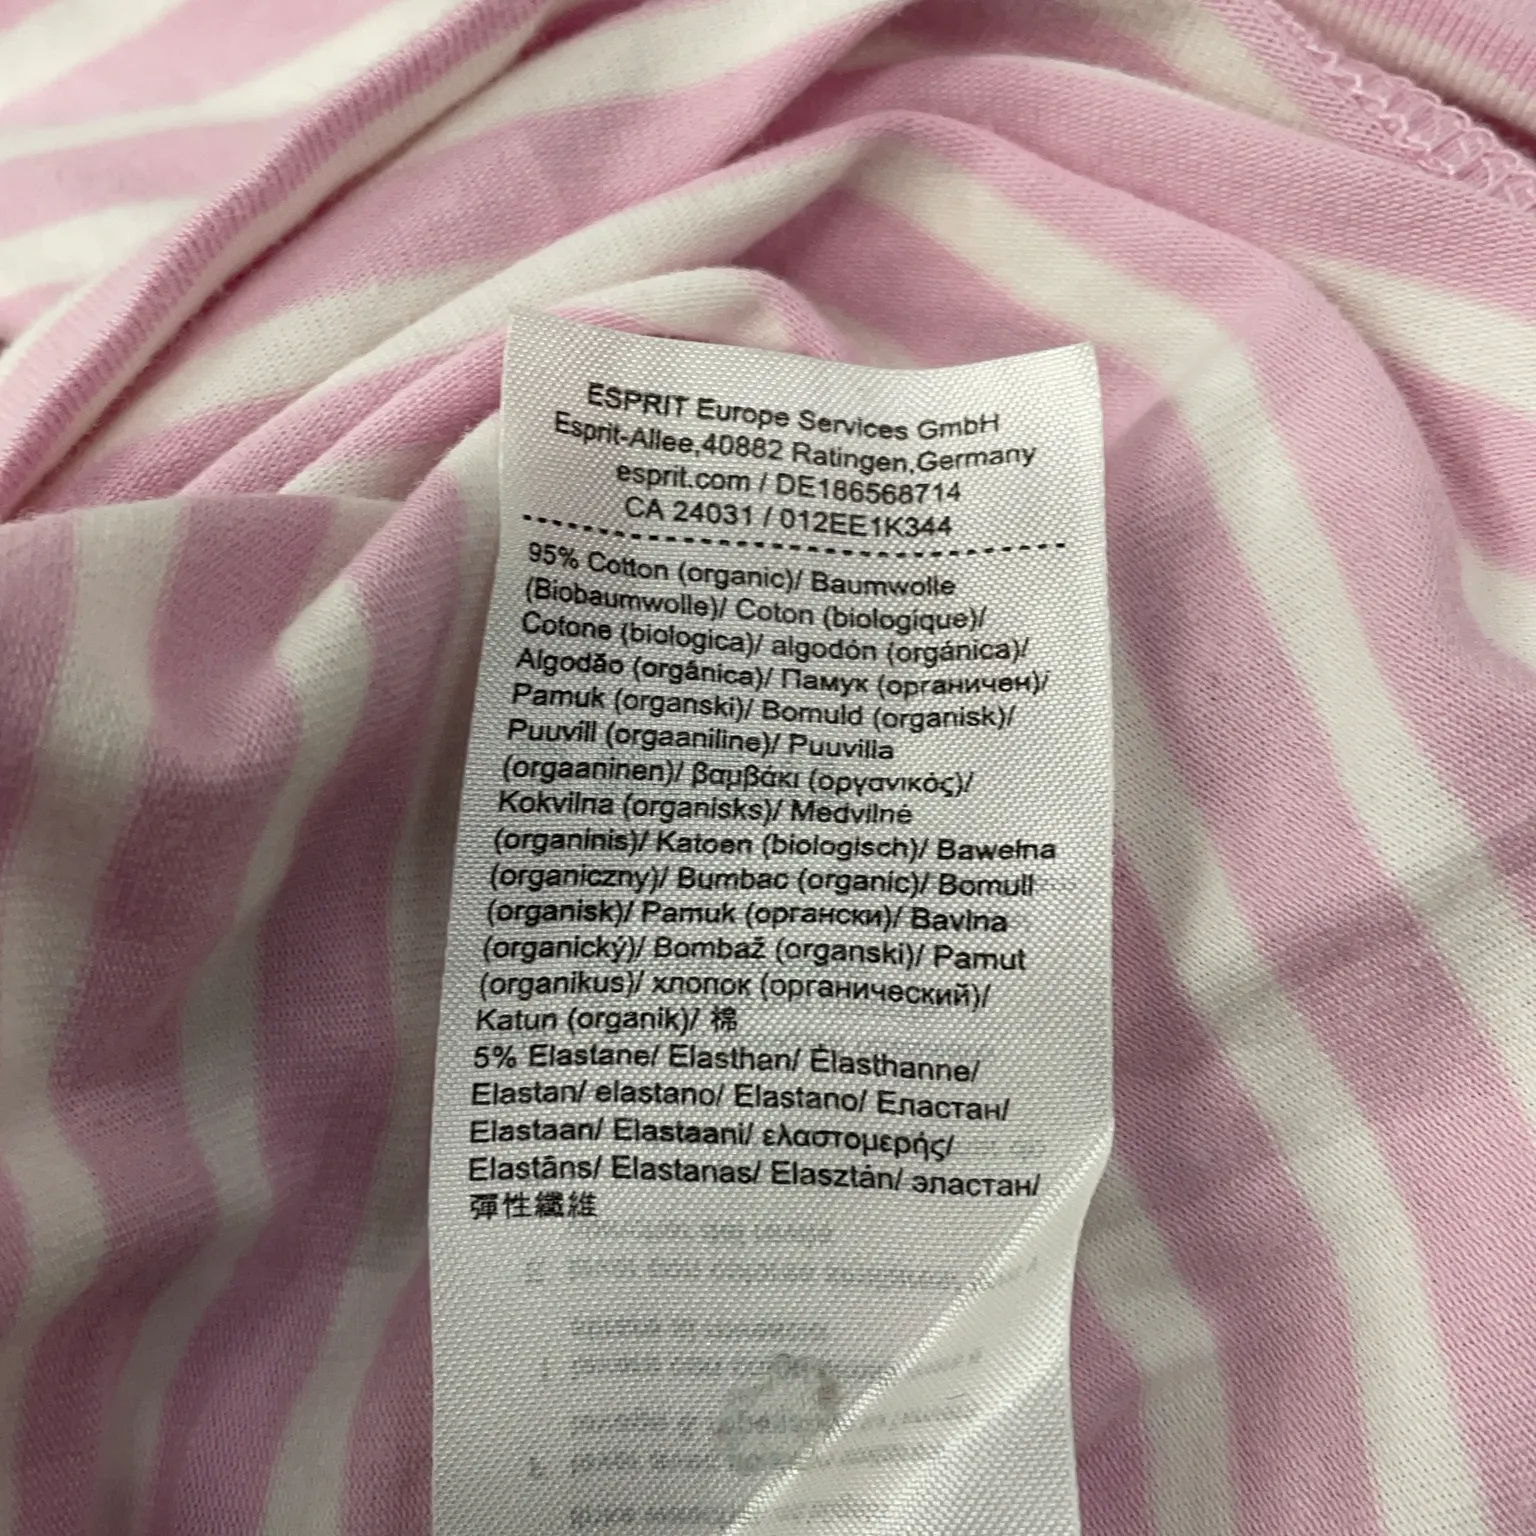 ESPRIT Europe Services GmbH
Esprit-Allee,40882 Ratingen,Germany
esprit.com / DE186568714
CA 24031 / 012EE1K344
95% Cotton (organic)/ Baumwolle
(Biobaumwolle)/ Coton (biologique)/
Cotone (biologica)/ algodón (orgánica)/
Algodão (orgânica)/ Памук (органичен)/
Pamuk (organski)/ Bomuld (organisk)/
Puuvill (orgaaniline)/ Puuvilla
(orgaaninen)/ βαμβάκι (οργανικός)/
Kokvilna (organisks)/ Medvilnė
(organinis)/ Katoen (biologisch)/ Bawełna
(organiczny)/ Bumbac (organic)/ Bomull
(organisk)/ Pamuk (органски)/ Bavlna
(organický)/ Bombaž (organski)/ Pamut
(organikus)/ хлопок (органический)/
Katun (organik)/ 棉
5% Elastane/ Elasthan/ Élasthanne/
Elastan/ elastano/ Elastano/ Еластан/
Elastaan/ Elastaani/ ελαστομερής/
Elastāns/ Elastanas/ Elasztán/ эластан/
彈性纖維